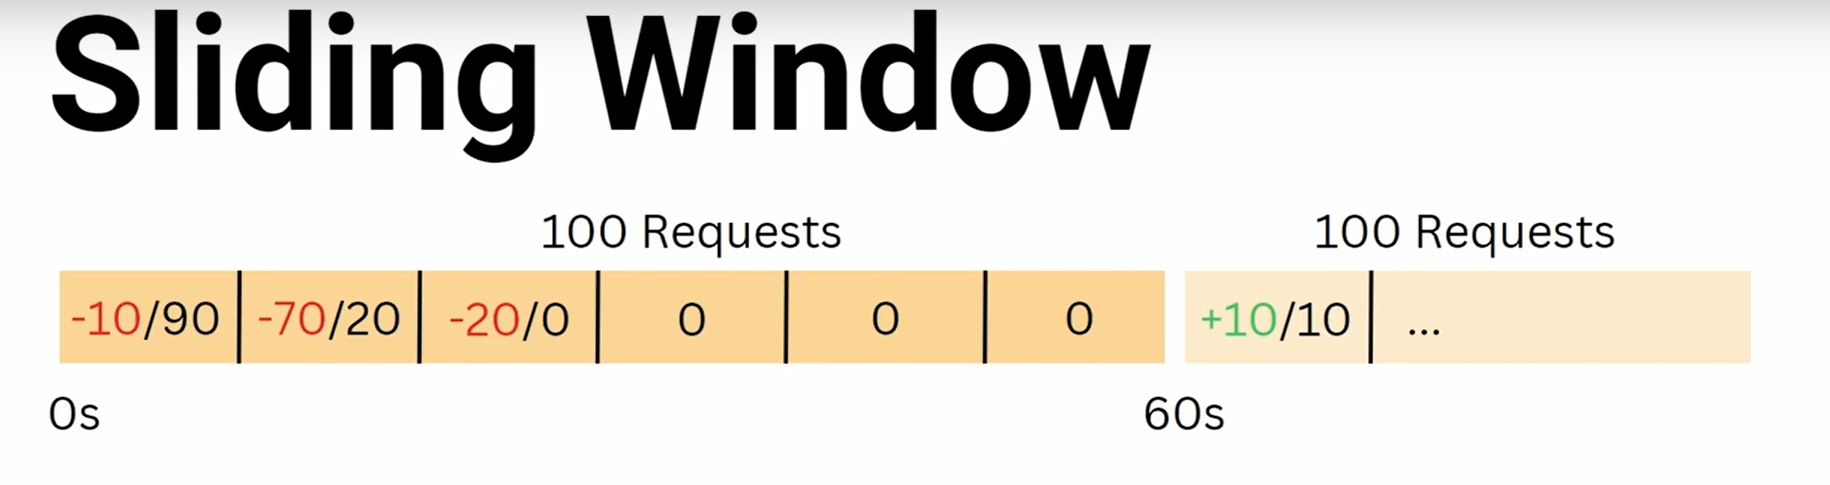 Sliding Window
100 Requests 100 Requests
-10/90 -70/20 -20/0 0 0 0 +10/10 ...
0s 60s